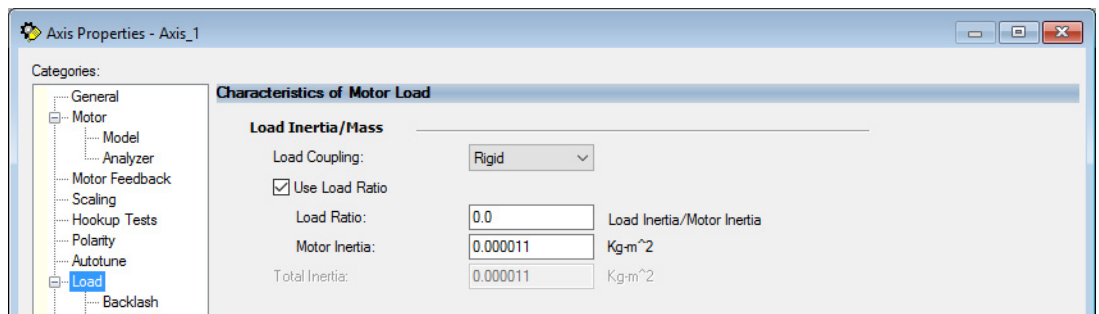 Axis Properties - Axis_1
Categories:
General
Motor
Model
Analyzer
Motor Feedback
Scaling
Hookup Tests
Polarity
Autotune
Load
Backlash
Characteristics of Motor Load
Load Inertia/Mass
Load Coupling: Rigid
Use Load Ratio
Load Ratio: 0.0 Load Inertia/Motor Inertia
Motor Inertia: 0.000011 Kg-m^2
Total Inertia: 0.000011 Kg-m^2